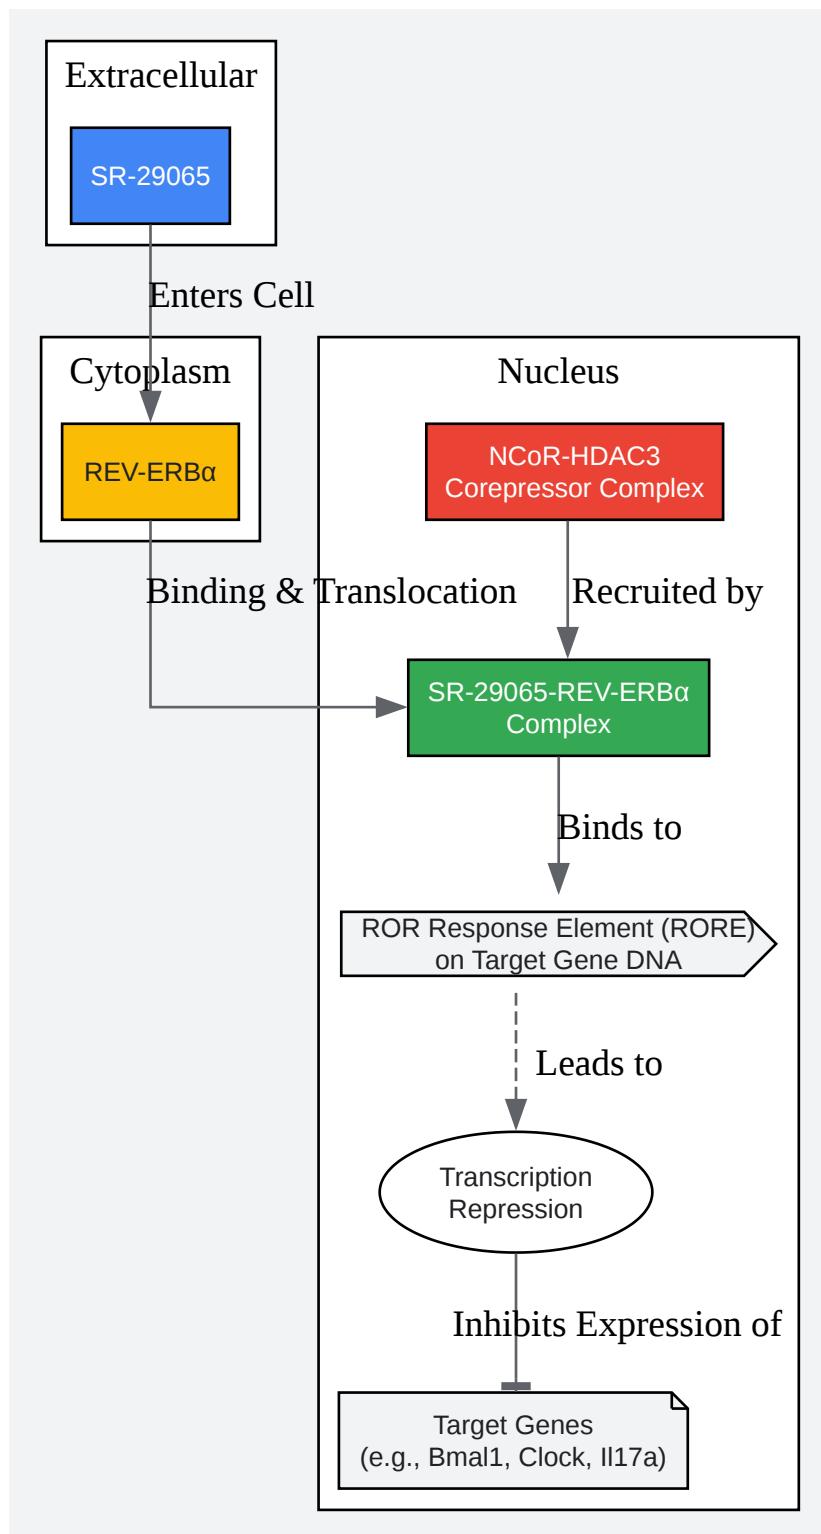 Extracellular
SR-29065
Enters Cell
Cytoplasm
REV-ERBα
Nucleus
NCoR-HDAC3
Corepressor Complex
Binding & Translocation
Recruited by
SR-29065-REV-ERBα
Complex
Binds to
ROR Response Element (RORE)
on Target Gene DNA
Leads to
Transcription
Repression
Inhibits Expression of
Target Genes
(e.g., Bmal1, Clock, Il17a)